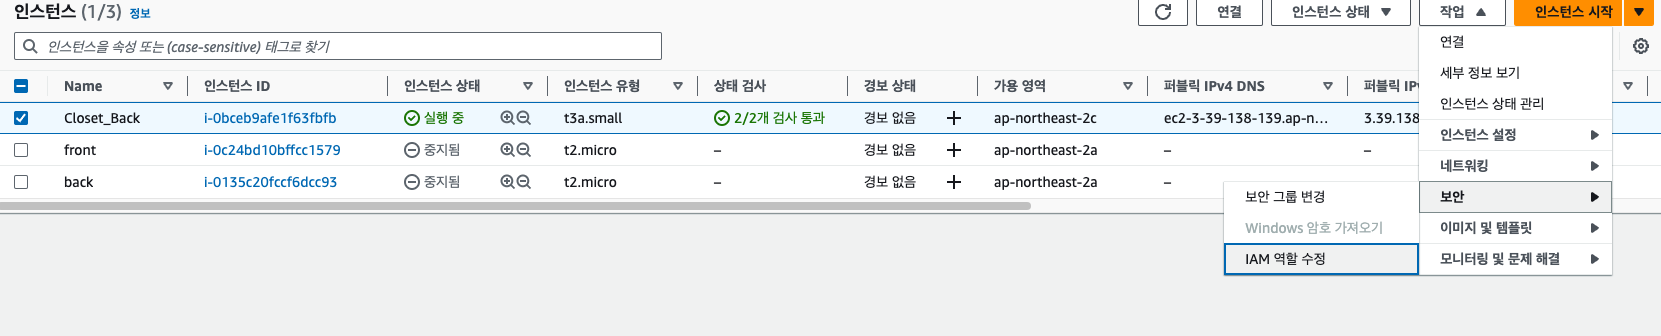 인스턴스 (1/3) 정보
연결
인스턴스 상태
작업
인스턴스 시작
인스턴스을 속성 또는 (case-sensitive) 태그로 찾기
Name 인스턴스 ID 인스턴스 상태 인스턴스 유형 상태 검사 경보 상태 가용 영역 퍼블릭 IPv4 DNS 퍼블릭 IPv
Closet_Back i-0bceb9afe1f63fbfb 실행 중 t3a.small 2/2개 검사 통과 경보 없음 ap-northeast-2c ec2-3-39-138-139.ap-n... 3.39.138
front i-0c24bd10bffcc1579 중지됨 t2.micro – 경보 없음 ap-northeast-2a – –
back i-0135c20fccf6dcc93 중지됨 t2.micro – 경보 없음 ap-northeast-2a –
연결
세부 정보 보기
인스턴스 상태 관리
인스턴스 설정
네트워킹
보안
이미지 및 템플릿
모니터링 및 문제 해결
보안 그룹 변경
Windows 암호 가져오기
IAM 역할 수정